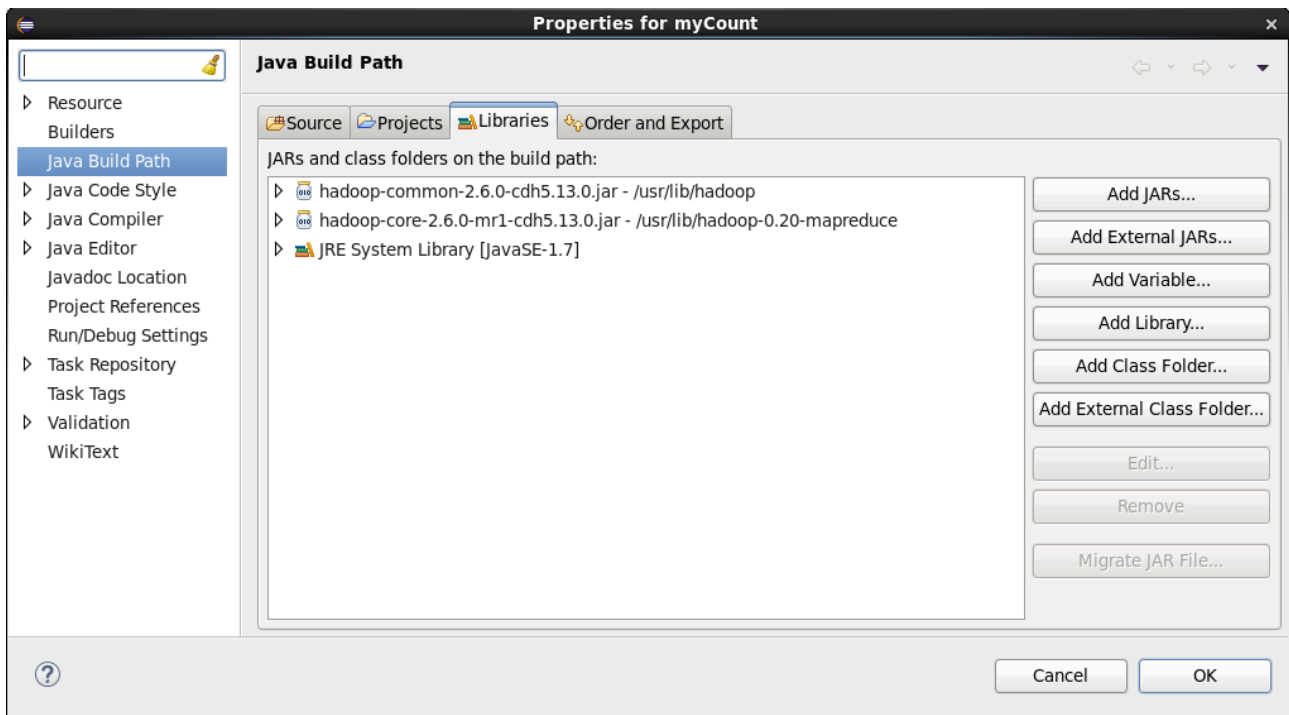 Properties for myCount
Java Build Path
Resource
Builders
Java Build Path
Java Code Style
Java Compiler
Java Editor
Javadoc Location
Project References
Run/Debug Settings
Task Repository
Task Tags
Validation
WikiText
Source Projects Libraries Order and Export
JARs and class folders on the build path:
hadoop-common-2.6.0-cdh5.13.0.jar - /usr/lib/hadoop
hadoop-core-2.6.0-mr1-cdh5.13.0.jar - /usr/lib/hadoop-0.20-mapreduce
JRE System Library [JavaSE-1.7]
Add JARs...
Add External JARs...
Add Variable...
Add Library...
Add Class Folder...
Add External Class Folder...
Edit...
Remove
Migrate JAR File...
Cancel
OK